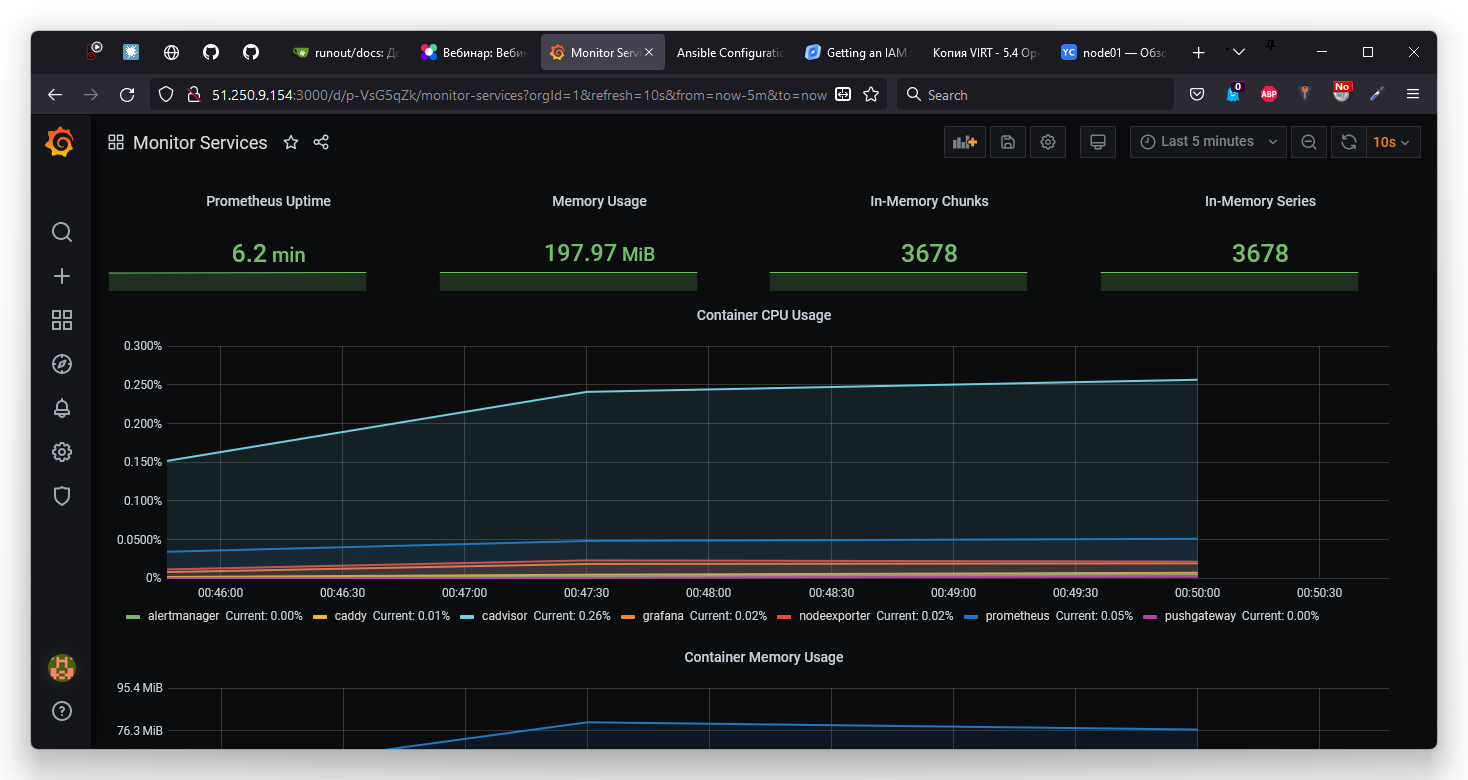 runout/docs: До
Вебинар: Вебин
Monitor Servi
Ansible Configuratio
Getting an IAM
Копия VIRT - 5.4 Орк
YC node01 — Обзо
51.250.9.154:3000/d/p-VsG5qZk/monitor-services?orgId=1&refresh=10s&from=now-5m&to=now
Search
0
ABP
No
Monitor Services
Last 5 minutes
10s
Prometheus Uptime
Memory Usage
In-Memory Chunks
In-Memory Series
6.2 min
197.97 MiB
3678
3678
Container CPU Usage
0.300%
0.250%
0.200%
0.150%
0.100%
0.0500%
0%
00:46:00 00:46:30 00:47:00 00:47:30 00:48:00 00:48:30 00:49:00 00:49:30 00:50:00 00:50:30
alertmanager Current: 0.00% caddy Current: 0.01% cadvisor Current: 0.26% grafana Current: 0.02% nodeexporter Current: 0.02% prometheus Current: 0.05% pushgateway Current: 0.00%
Container Memory Usage
95.4 MiB
76.3 MiB